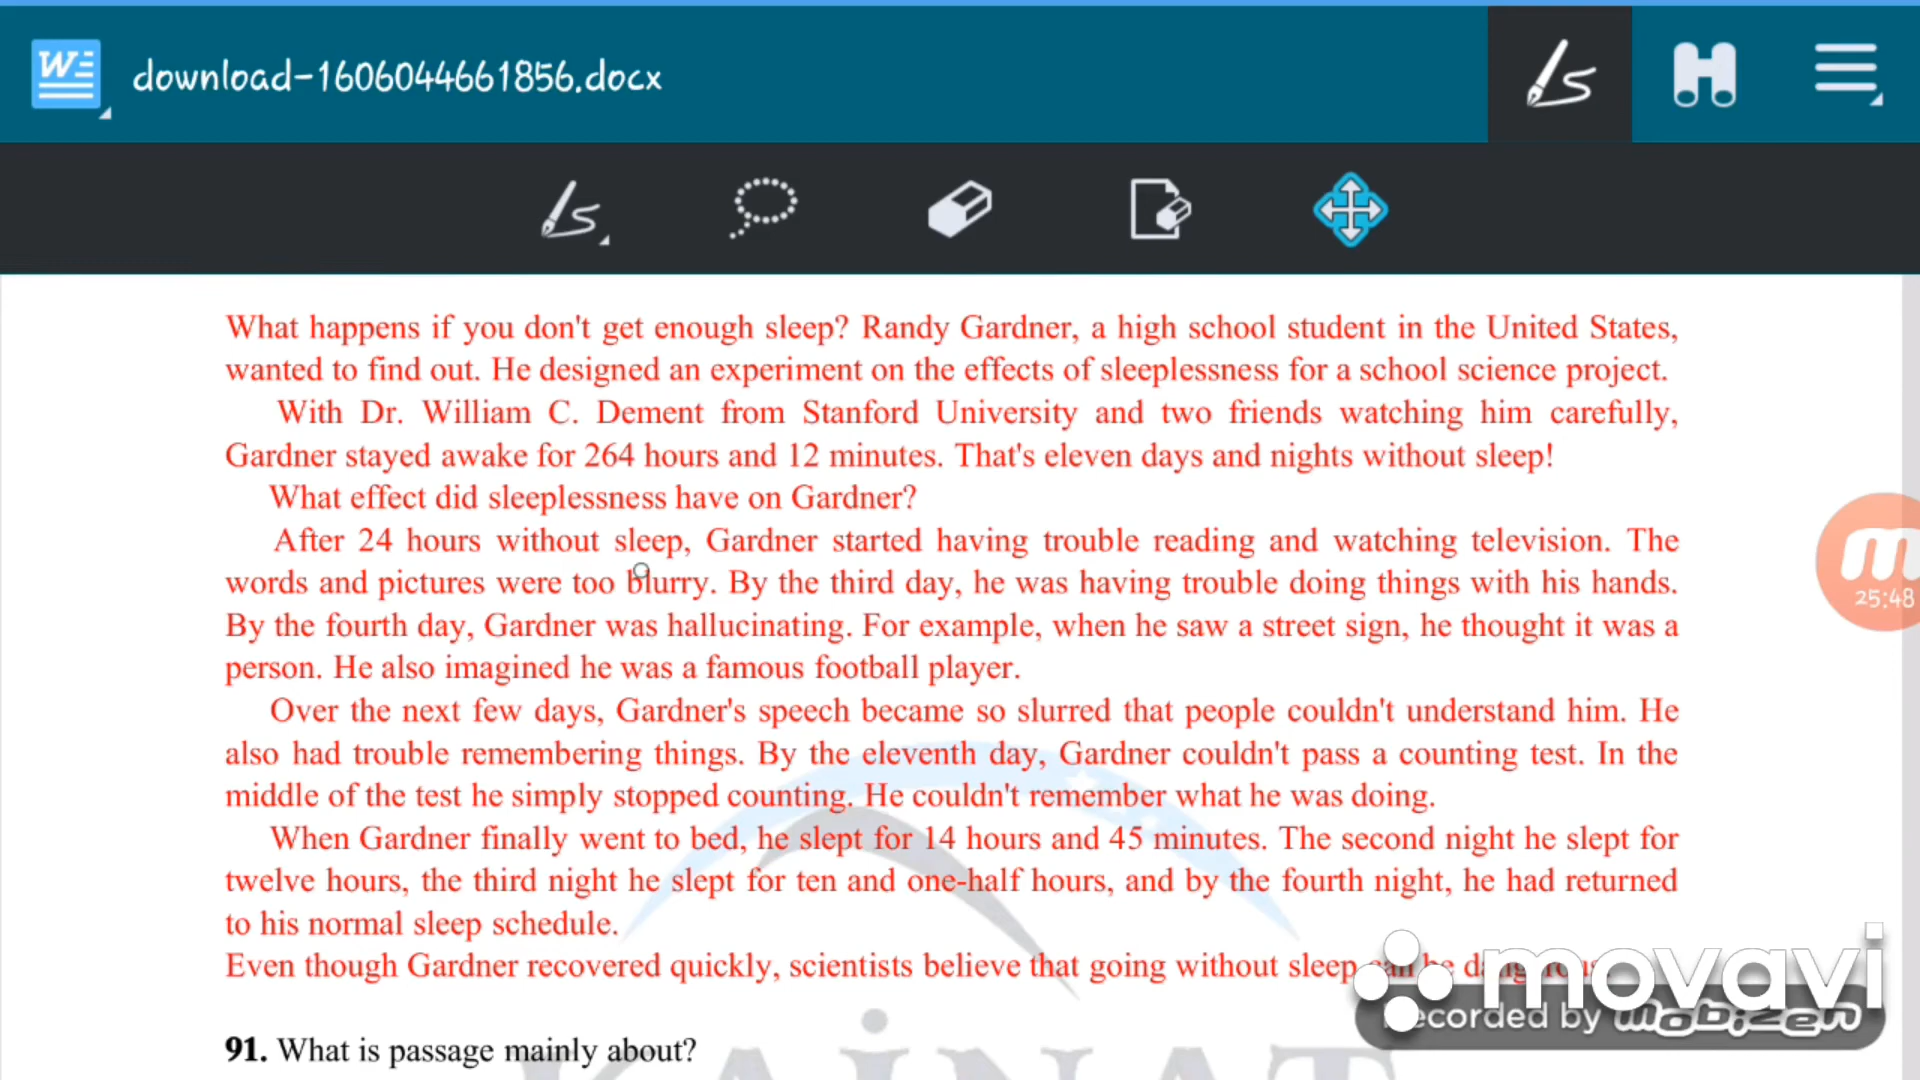 download-1606044661856.docx
What happens if you don't get enough sleep? Randy Gardner, a high school student in the United States,
wanted to find out. He designed an experiment on the effects of sleeplessness for a school science project.
With Dr. William C. Dement from Stanford University and two friends watching him carefully,
Gardner stayed awake for 264 hours and 12 minutes. That's eleven days and nights without sleep!
What effect did sleeplessness have on Gardner?
After 24 hours without sleep, Gardner started having trouble reading and watching television. The
words and pictures were too blurry. By the third day, he was having trouble doing things with his hands.
By the fourth day, Gardner was hallucinating. For example, when he saw a street sign, he thought it was a
person. He also imagined he was a famous football player.
25:48
Over the next few days, Gardner's speech became so slurred that people couldn't understand him. He
also had trouble remembering things. By the eleventh day, Gardner couldn't pass a counting test. In the
middle of the test he simply stopped counting. He couldn't remember what he was doing.
When Gardner finally went to bed, he slept for 14 hours and 45 minutes. The second night he slept for
twelve hours, the third night he slept for ten and one-half hours, and by the fourth night, he had returned
to his normal sleep schedule.
Even though Gardner recovered quickly, scientists believe that going without sleep can be dangerous.
movavi
Recorded by Mobizen
91. What is passage mainly about?
KAİNAT